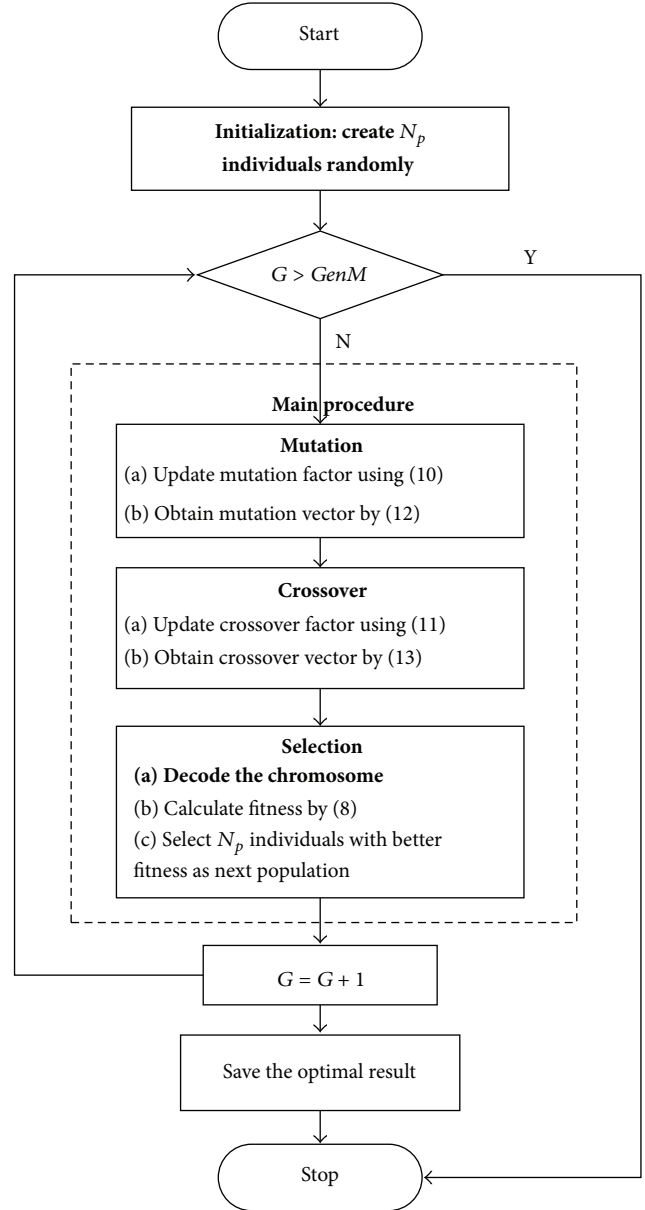 Start
Initialization: create N_p
individuals randomly
G > GenM
Y
N
Main procedure
Mutation
(a) Update mutation factor using (10)
(b) Obtain mutation vector by (12)
Crossover
(a) Update crossover factor using (11)
(b) Obtain crossover vector by (13)
Selection
(a) Decode the chromosome
(b) Calculate fitness by (8)
(c) Select N_p individuals with better
fitness as next population
G = G + 1
Save the optimal result
Stop